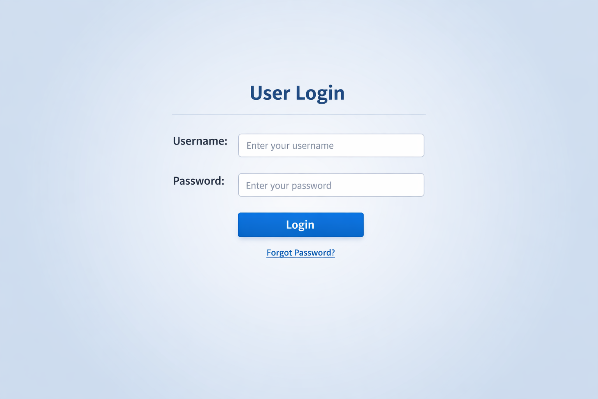 User Login
Username:
Enter your username
Password:
Enter your password
Login
Forgot Password?